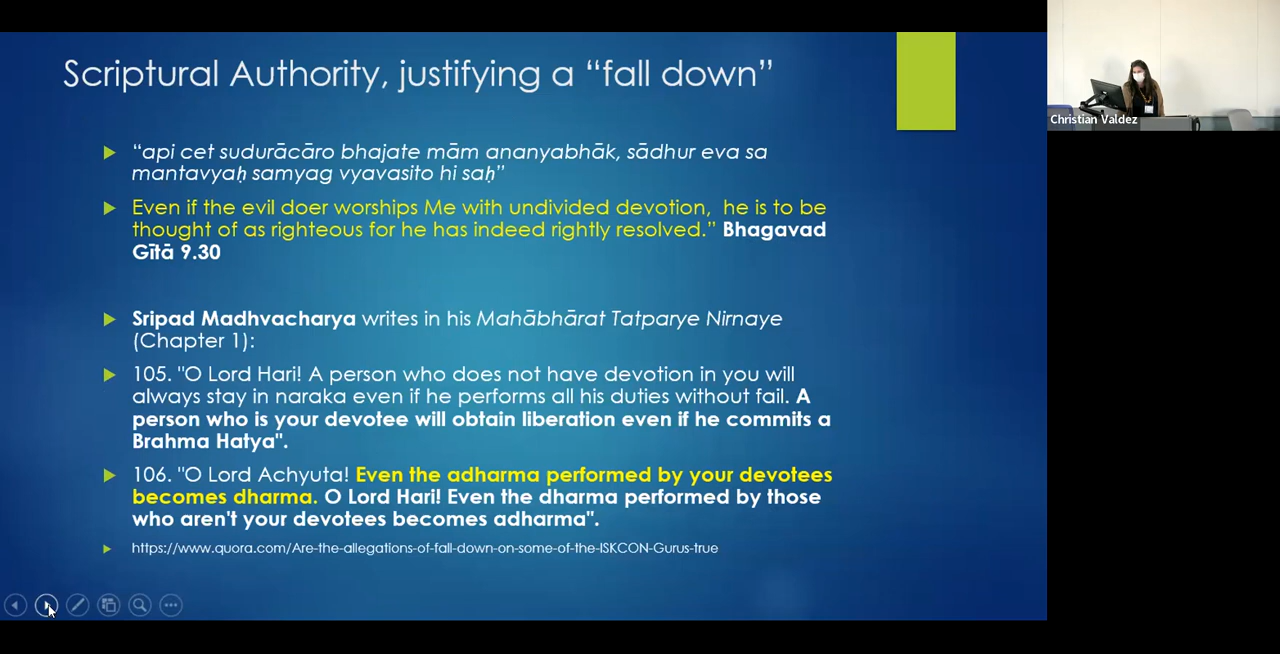 Scriptural Authority, justifying a “fall down”
“api cet sudurācāro bhajate mām ananyabhāk, sādhur eva sa
mantavyaḥ samyag vyavasito hi saḥ”
Even if the evil doer worships Me with undivided devotion, he is to be
thought of as righteous for he has indeed rightly resolved.” Bhagavad
Gītā 9.30
Sripad Madhvacharya writes in his Mahābhārat Tatparye Nirnaye
(Chapter 1):
105. "O Lord Hari! A person who does not have devotion in you will
always stay in naraka even if he performs all his duties without fail. A
person who is your devotee will obtain liberation even if he commits a
Brahma Hatya".
106. "O Lord Achyuta! Even the adharma performed by your devotees
becomes dharma. O Lord Hari! Even the dharma performed by those
who aren't your devotees becomes adharma".
https://www.quora.com/Are-the-allegations-of-fall-down-on-some-of-the-ISKCON-Gurus-true
Christian Valdez